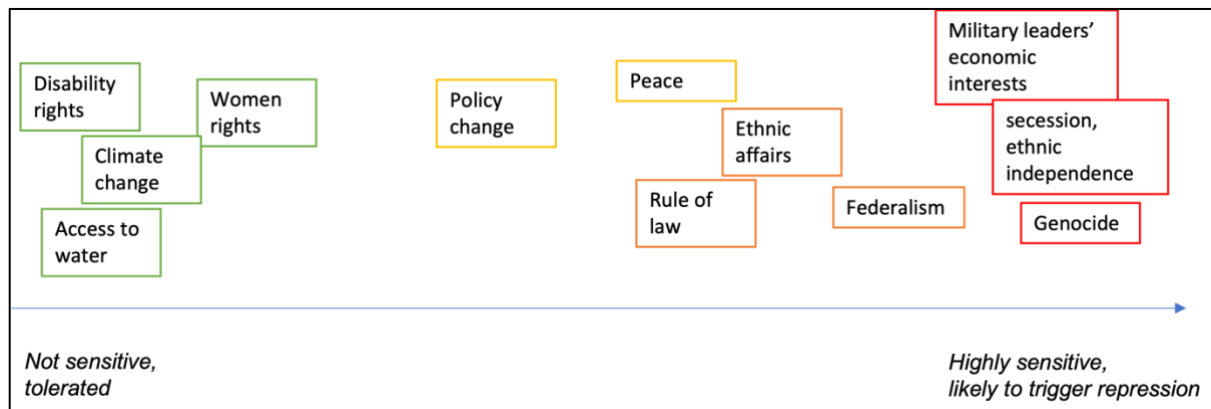 Disability
rights
Women
rights
Climate
change
Access to
water
Policy
change
Peace
Ethnic
affairs
Rule of
law
Federalism
Military leaders’
economic
interests
secession,
ethnic
independence
Genocide
Not sensitive,
tolerated
Highly sensitive,
likely to trigger repression